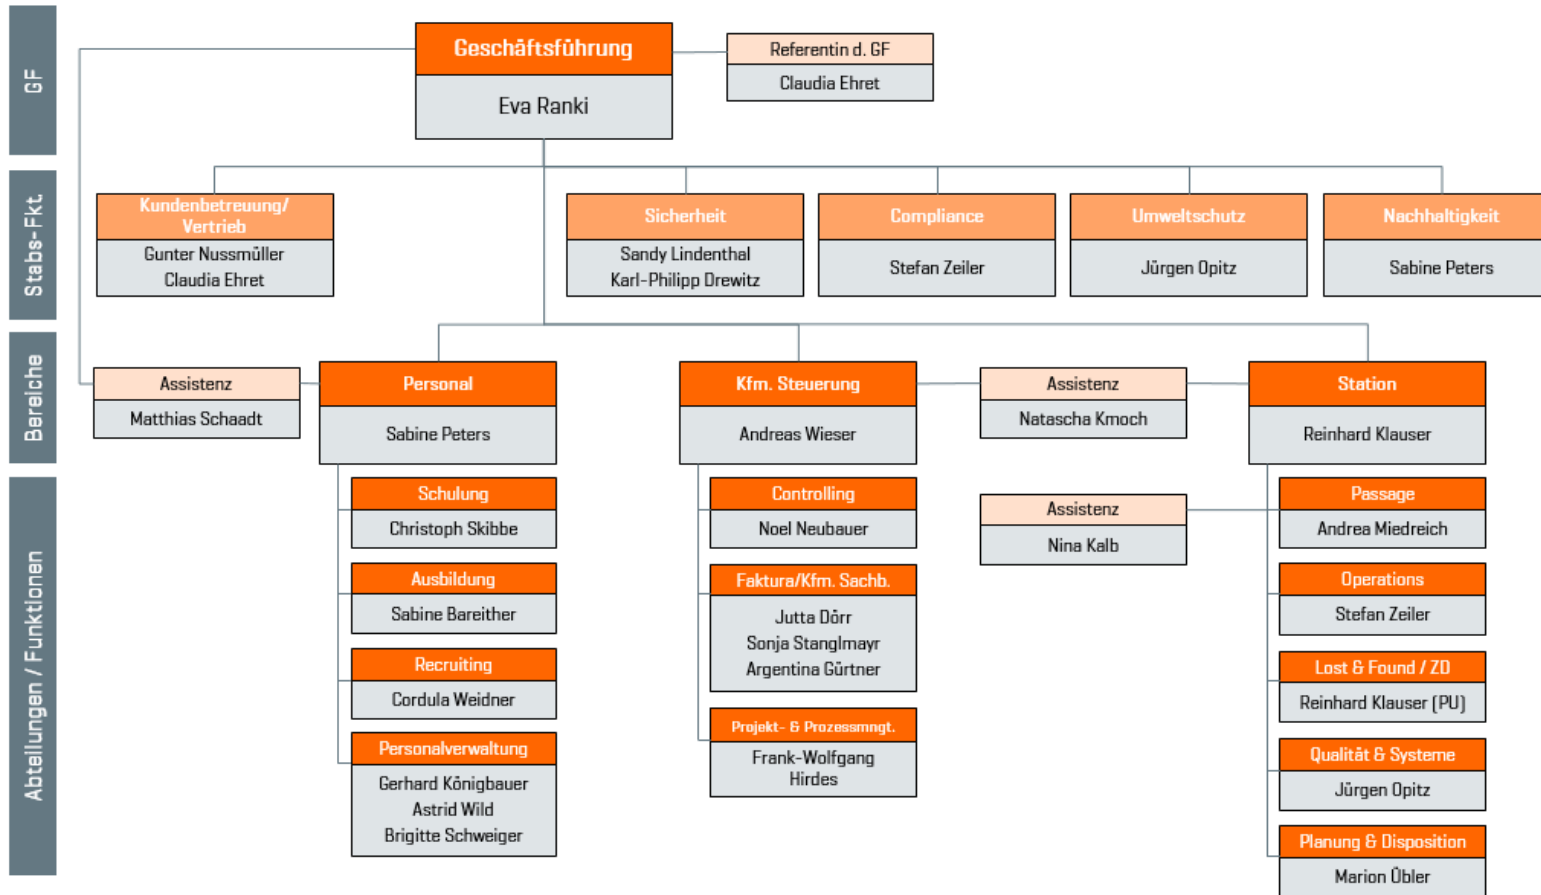 GF
Geschäftsführung
Eva Ranki
Referentin d. GF
Claudia Ehret
Stabs-Fkt
Kundenbetreuung/
Vertrieb
Gunter Nussmüller
Claudia Ehret
Sicherheit
Sandy Lindenthal
Karl-Philipp Drewitz
Compliance
Stefan Zeiler
Umweltschutz
Jürgen Opitz
Nachhaltigkeit
Sabine Peters
Bereiche
Assistenz
Matthias Schaadt
Personal
Sabine Peters
Kfm. Steuerung
Andreas Wieser
Assistenz
Natascha Kmoch
Station
Reinhard Klauser
Abteilungen / Funktionen
Schulung
Christoph Skibbe
Ausbildung
Sabine Bareither
Recruiting
Cordula Weidner
Personalverwaltung
Gerhard Königbauer
Astrid Wild
Brigitte Schweiger
Controlling
Noel Neubauer
Faktura/Kfm. Sachb.
Jutta Dörr
Sonja Stanglmayr
Argentina Gürtner
Projekt- & Prozessmngt.
Frank-Wolfgang
Hirdes
Assistenz
Nina Kalb
Passage
Andrea Miedreich
Operations
Stefan Zeiler
Lost & Found / ZD
Reinhard Klauser (PU)
Qualität & Systeme
Jürgen Opitz
Planung & Disposition
Marion Übler